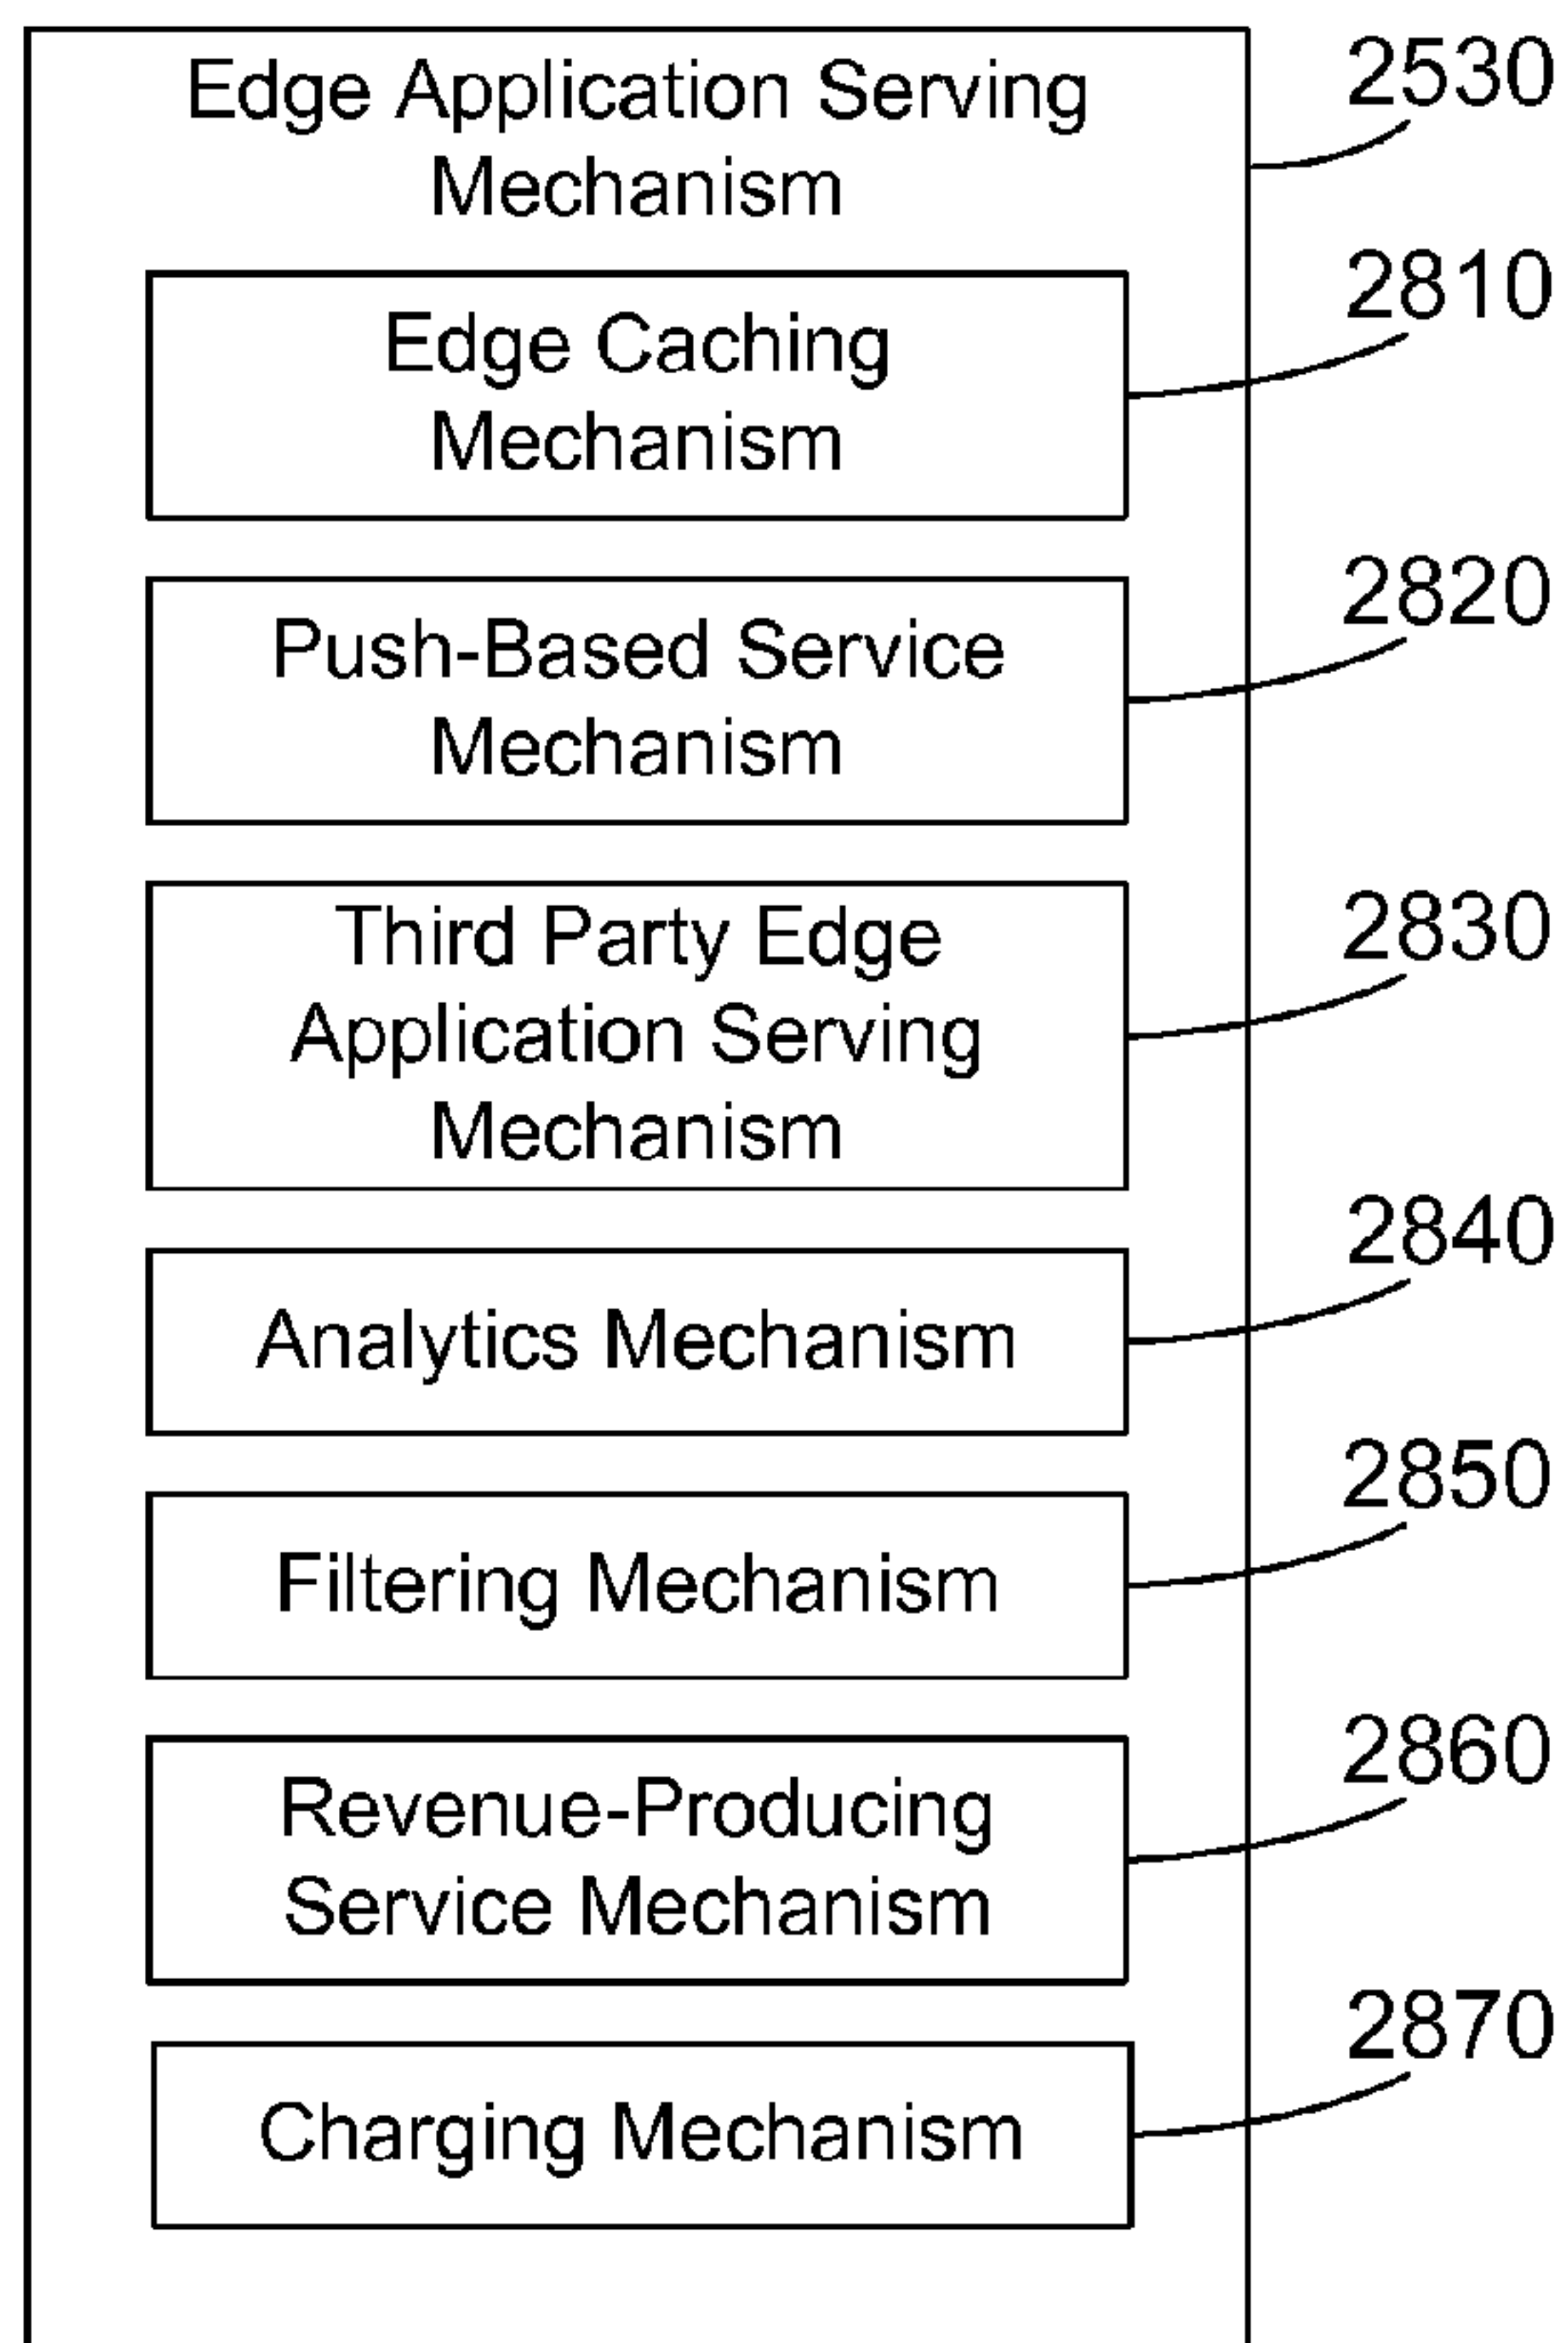 Edge Application Serving
Mechanism
2530
Edge Caching
Mechanism
2810
Push-Based Service
Mechanism
2820
Third Party Edge
Application Serving
Mechanism
2830
Analytics Mechanism
2840
Filtering Mechanism
2850
Revenue-Producing
Service Mechanism
2860
Charging Mechanism
2870